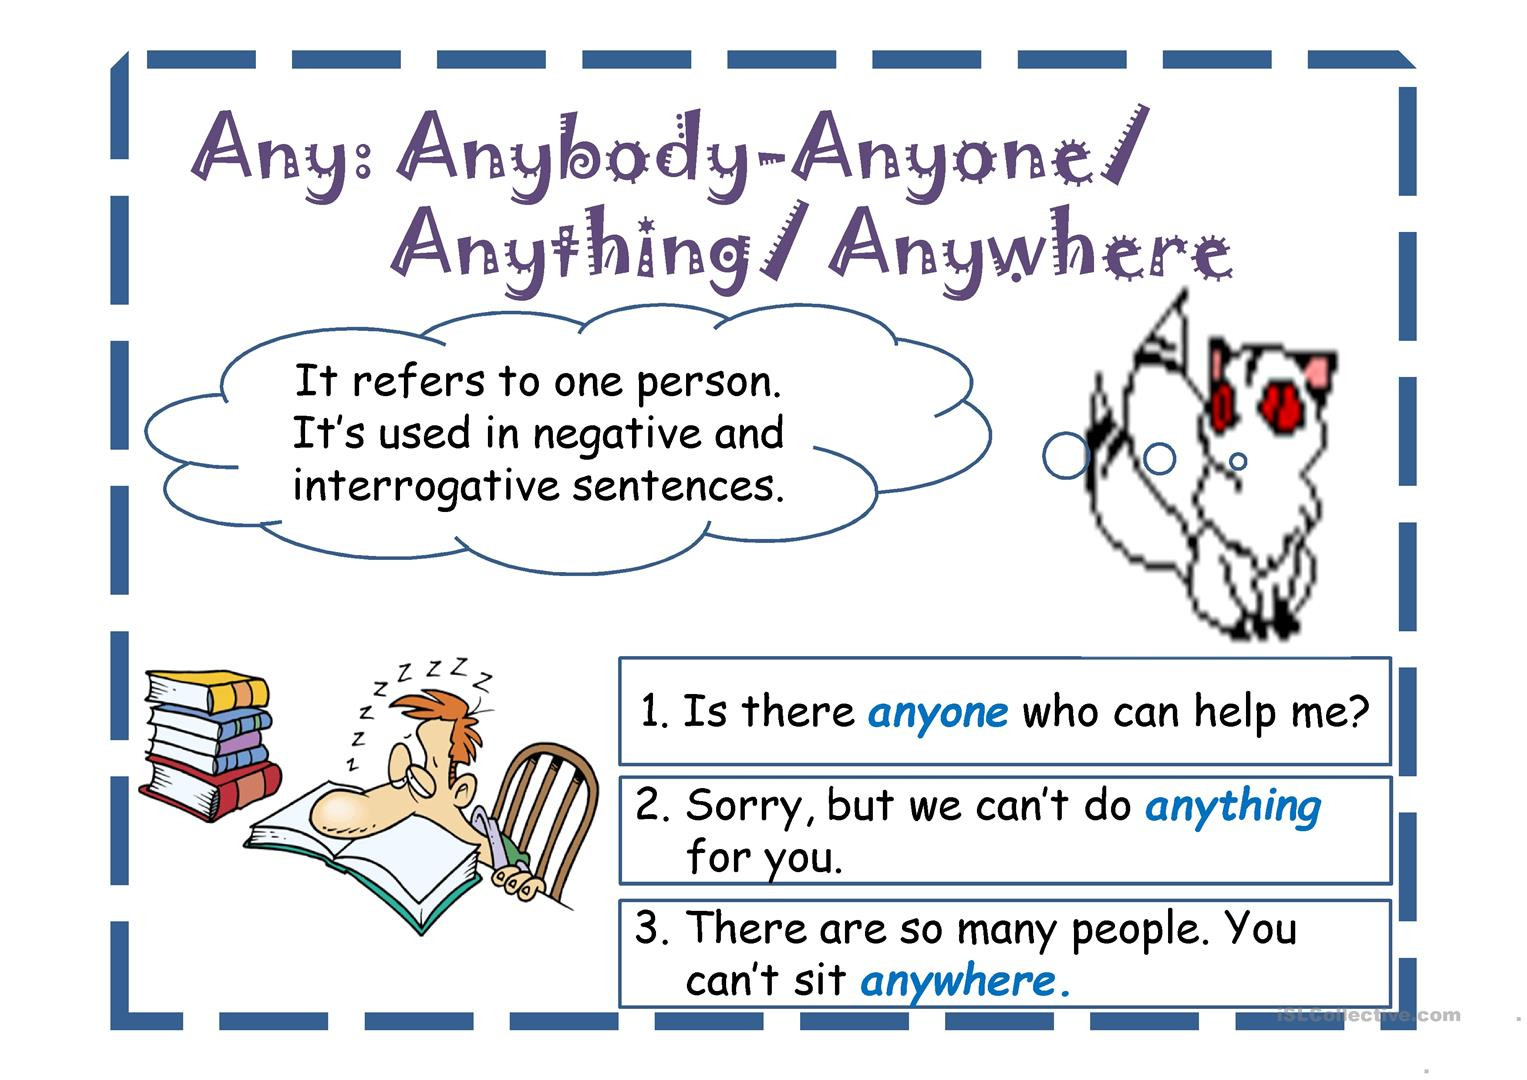 Any: Anybody-Anyone/
Anything/ Anywhere
It refers to one person.
It's used in negative and
interrogative sentences.
z z z z z z z z z
1. Is there anyone who can help me?
2. Sorry, but we can't do anything
for you.
3. There are so many people. You
can't sit anywhere.
iSLCollective.com